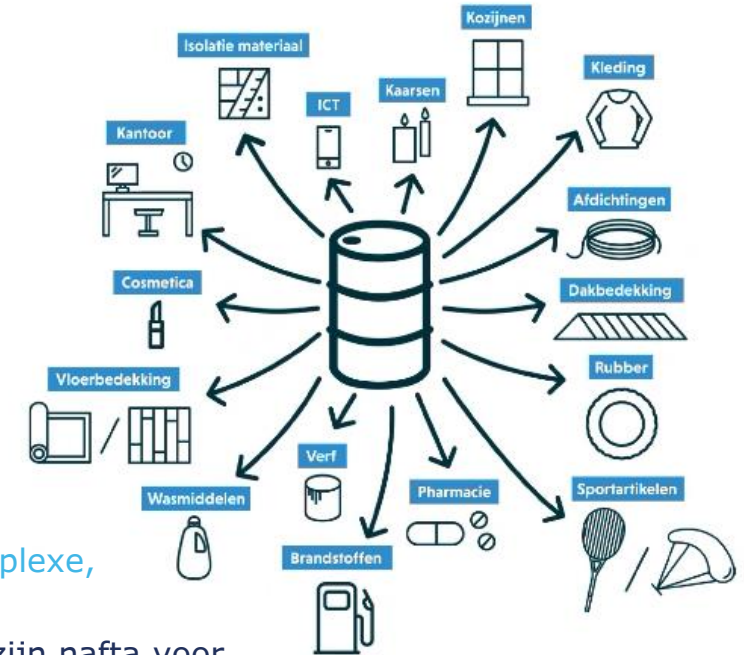 Kozijnen
Isolatie materiaal
Kleding
Kaarsen
ICT
Kantoor
Afdichtingen
Cosmetica
Dakbedekking
Vloerbedekking
Rubber
Verf
Pharmacie
Sportartikelen
Wasmiddelen
Brandstoffen
plexe,
zijn nafta voor